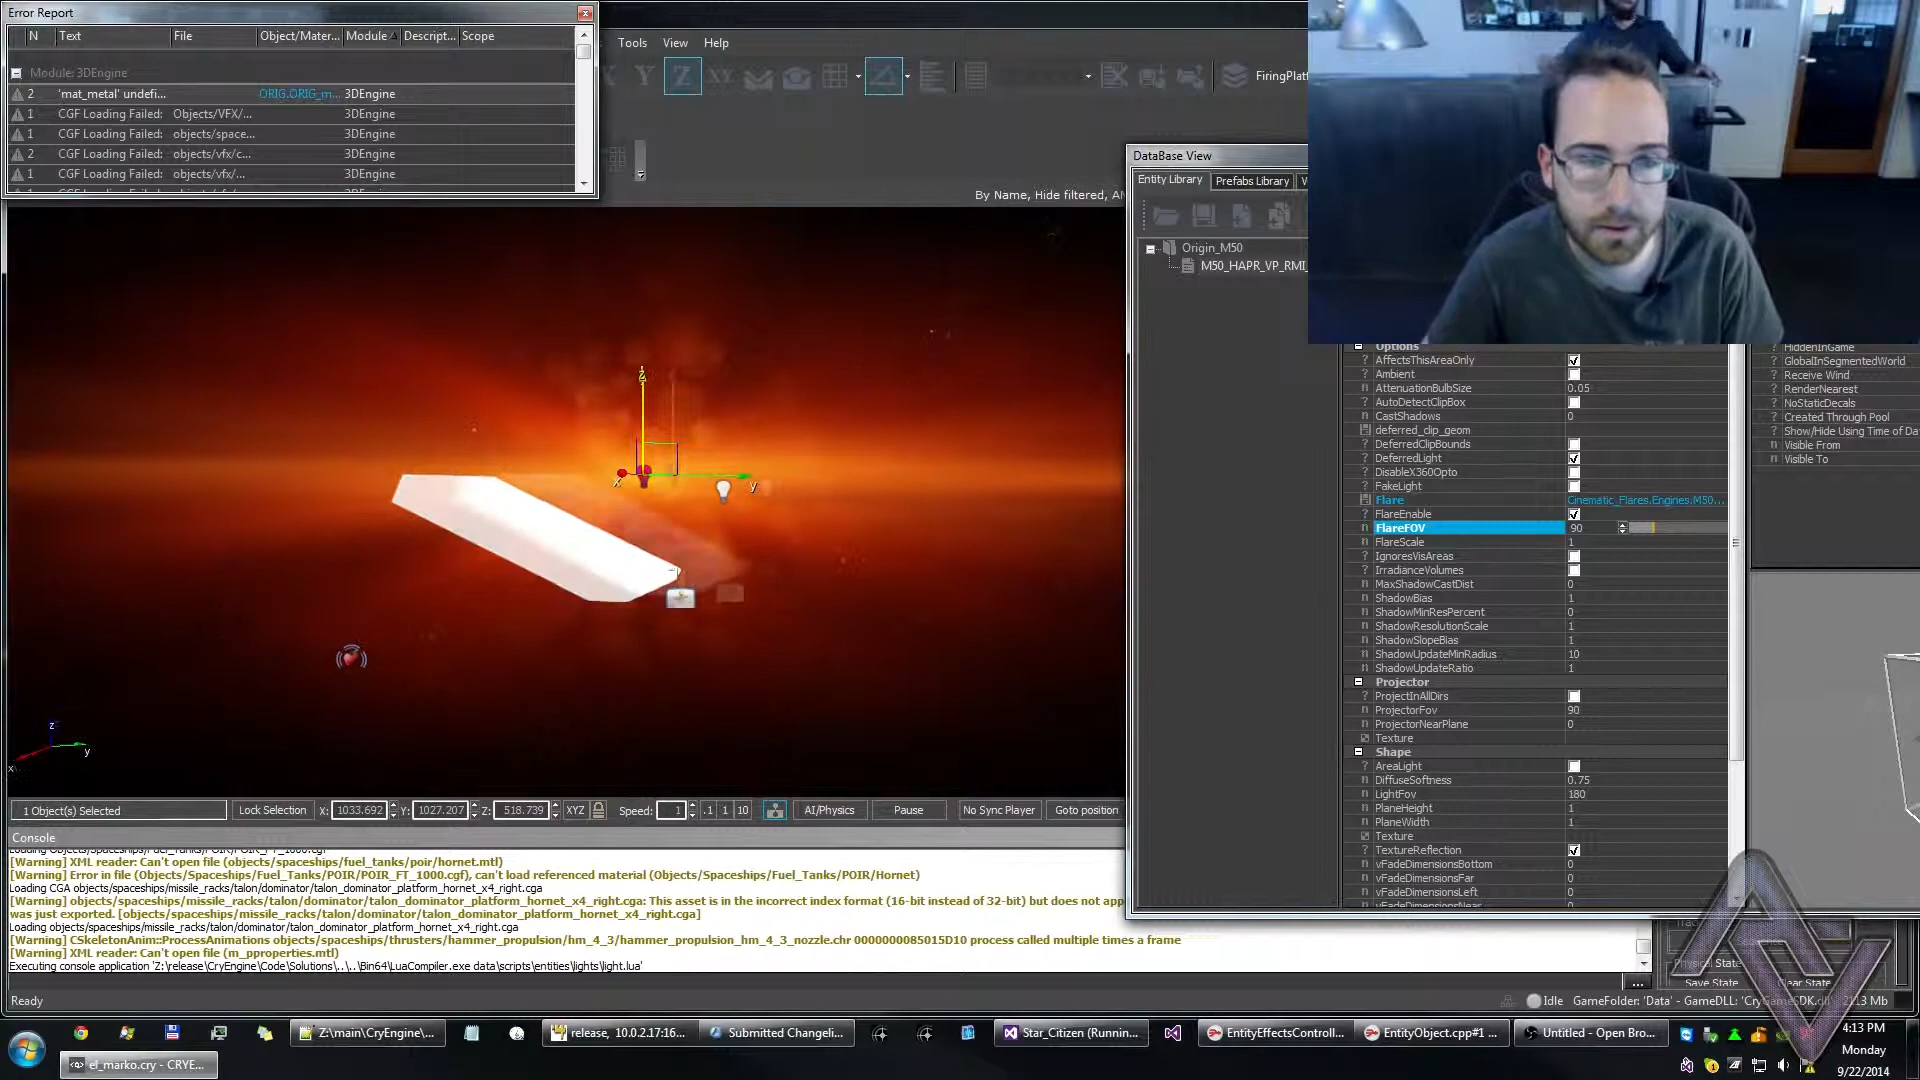 Error Report
N Text File Object/Mater... Module Descript... Scope
Module: 3DEngine
2 'mat_metal' undefi... ORIG.ORIG_m... 3DEngine
1 CGF Loading Failed: Objects/VFX/... 3DEngine
1 CGF Loading Failed: objects/space... 3DEngine
2 CGF Loading Failed: objects/vfx/c... 3DEngine
1 CGF Loading Failed: objects/vfx/... 3DEngine
Tools View Help
Y Z XY
FiringPlatf
By Name, Hide filtered, A
DataBase View
Entity Library Prefabs Library V
Origin_M50
M50_HAPR_VP_RMI_
Options
AffectsThisAreaOnly
Ambient
AttenuationBulbSize 0.05
AutoDetectClipBox
CastShadows 0
deferred_clip_geom
DeferredClipBounds
DeferredLight
DisableX360Opto
FakeLight
Flare Cinematic_Flares.Engines.M50...
FlareEnable
FlareFOV 90
FlareScale 1
IgnoresVisAreas
IrradianceVolumes
MaxShadowCastDist 0
ShadowBias 1
ShadowMinResPercent 0
ShadowResolutionScale 1
ShadowSlopeBias 1
ShadowUpdateMinRadius 10
ShadowUpdateRatio 1
Projector
ProjectInAllDirs
ProjectorFov 90
ProjectorNearPlane 0
Texture
Shape
AreaLight
DiffuseSoftness 0.75
LightFov 180
PlaneHeight 1
PlaneWidth 1
Texture
TextureReflection
vFadeDimensionsBottom 0
vFadeDimensionsFar 0
vFadeDimensionsLeft 0
vFadeDimensionsNear 0
HiddenInGame
GlobalInSegmentedWorld
Receive Wind
RenderNearest
NoStaticDecals
Created Through Pool
Show/Hide Using Time of Da
Visible From
Visible To
z
x y
z
y
x
1 Object(s) Selected Lock Selection X: 1033.692 Y: 1027.207 Z: 518.739 XYZ Speed: 1 .1 1 10 AI/Physics Pause No Sync Player Goto position
Console
[Warning] XML reader: Can't open file (objects/spaceships/fuel_tanks/poir/hornet.mtl)
[Warning] Error in file (Objects/Spaceships/Fuel_Tanks/POIR/POIR_FT_1000.cgf), can't load referenced material (Objects/Spaceships/Fuel_Tanks/POIR/Hornet)
Loading CGA objects/spaceships/missile_racks/talon/dominator/talon_dominator_platform_hornet_x4_right.cga
[Warning] objects/spaceships/missile_racks/talon/dominator/talon_dominator_platform_hornet_x4_right.cga: This asset is in the incorrect index format (16-bit instead of 32-bit) but does not app
was just exported. [objects/spaceships/missile_racks/talon/dominator/talon_dominator_platform_hornet_x4_right.cga]
Loading objects/spaceships/missile_racks/talon/dominator/talon_dominator_platform_hornet_x4_right.cga
[Warning] CSkeletonAnim::ProcessAnimations objects/spaceships/thrusters/hammer_propulsion/hm_4_3/hammer_propulsion_hm_4_3_nozzle.chr 0000000085015D10 process called multiple times a frame
[Warning] XML reader: Can't open file (m_pproperties.mtl)
Executing console application 'Z:\release\CryEngine\Code\Solutions\..\..\Bin64\LuaCompiler.exe data\scripts\entities\lights\light.lua'
Physical State
Save State Clear State
Ready
Idle GameFolder: 'Data' - GameDLL: 'CryGameSDK.dll' 2113 Mb
Z:\main\CryEngine\... release, 10.0.2.17:16... Submitted Changeli... Star_Citizen (Runnin... EntityEffectsControll... EntityObject.cpp#1 ... Untitled - Open Bro...
el_marko.cry - CRYE...
4:13 PM
Monday
9/22/2014